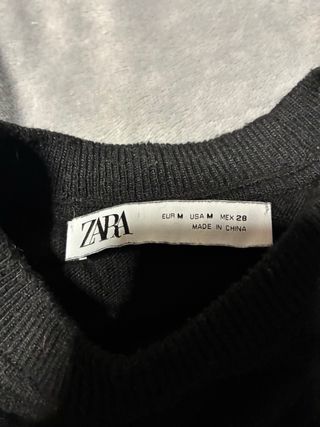 ZARA
EUR M USA M MEX 28
MADE IN CHINA